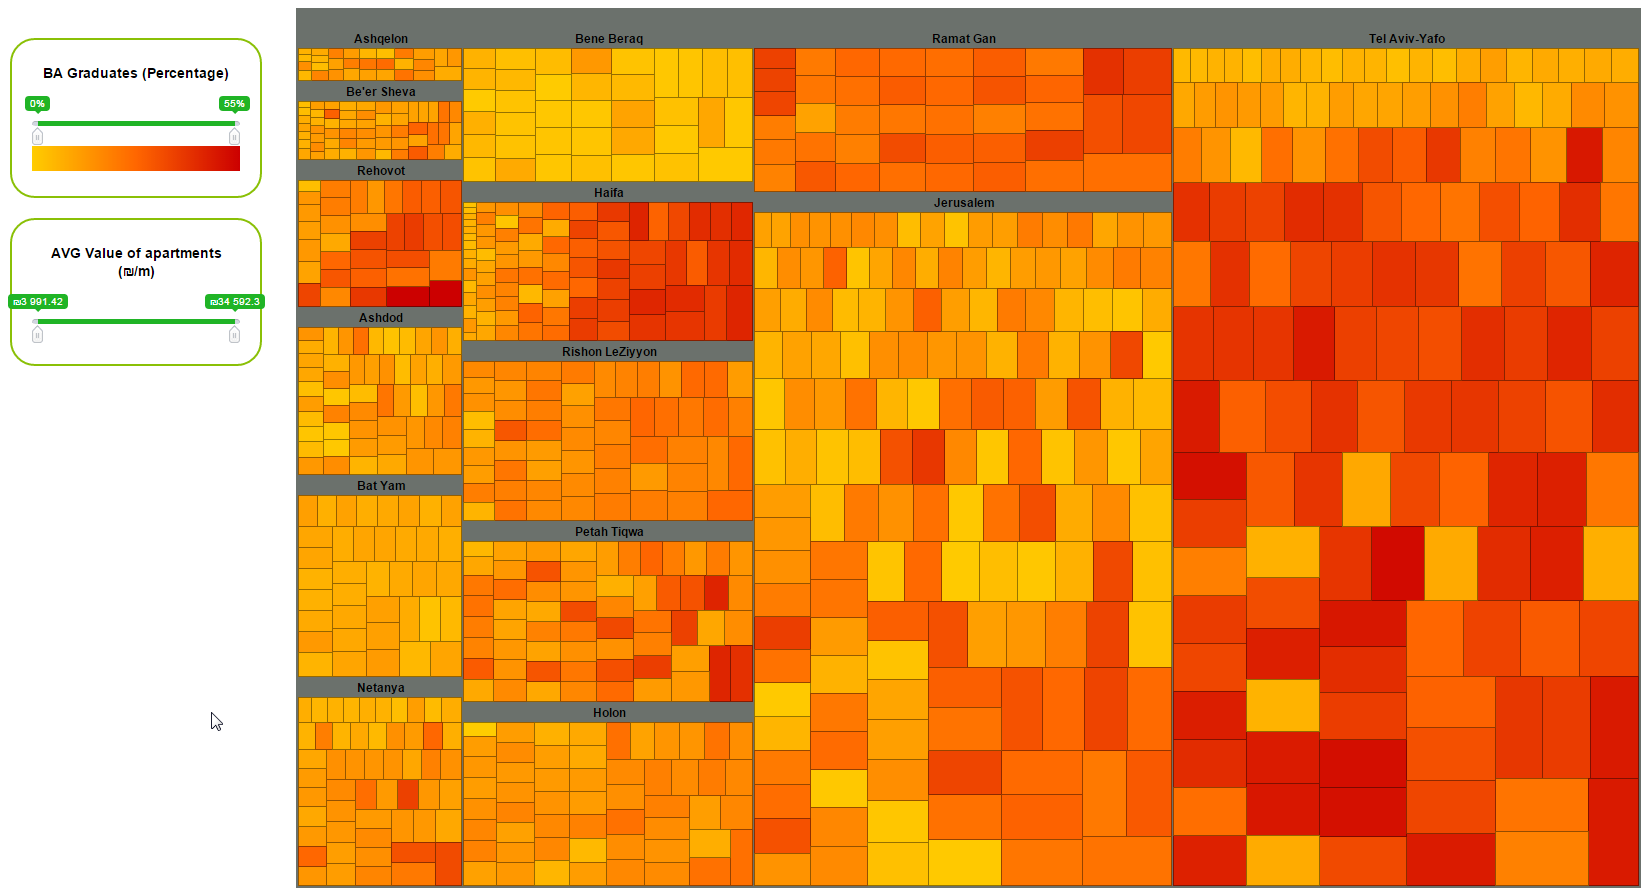 BA Graduates (Percentage)
0%
55%
AVG Value of apartments
(₪/m)
₪3 991.42
₪34 592.3
Ashqelon
Be'er Sheva
Rehovot
Ashdod
Bat Yam
Netanya
Bene Beraq
Haifa
Rishon LeZiyyon
Petah Tiqwa
Holon
Ramat Gan
Jerusalem
Tel Aviv-Yafo